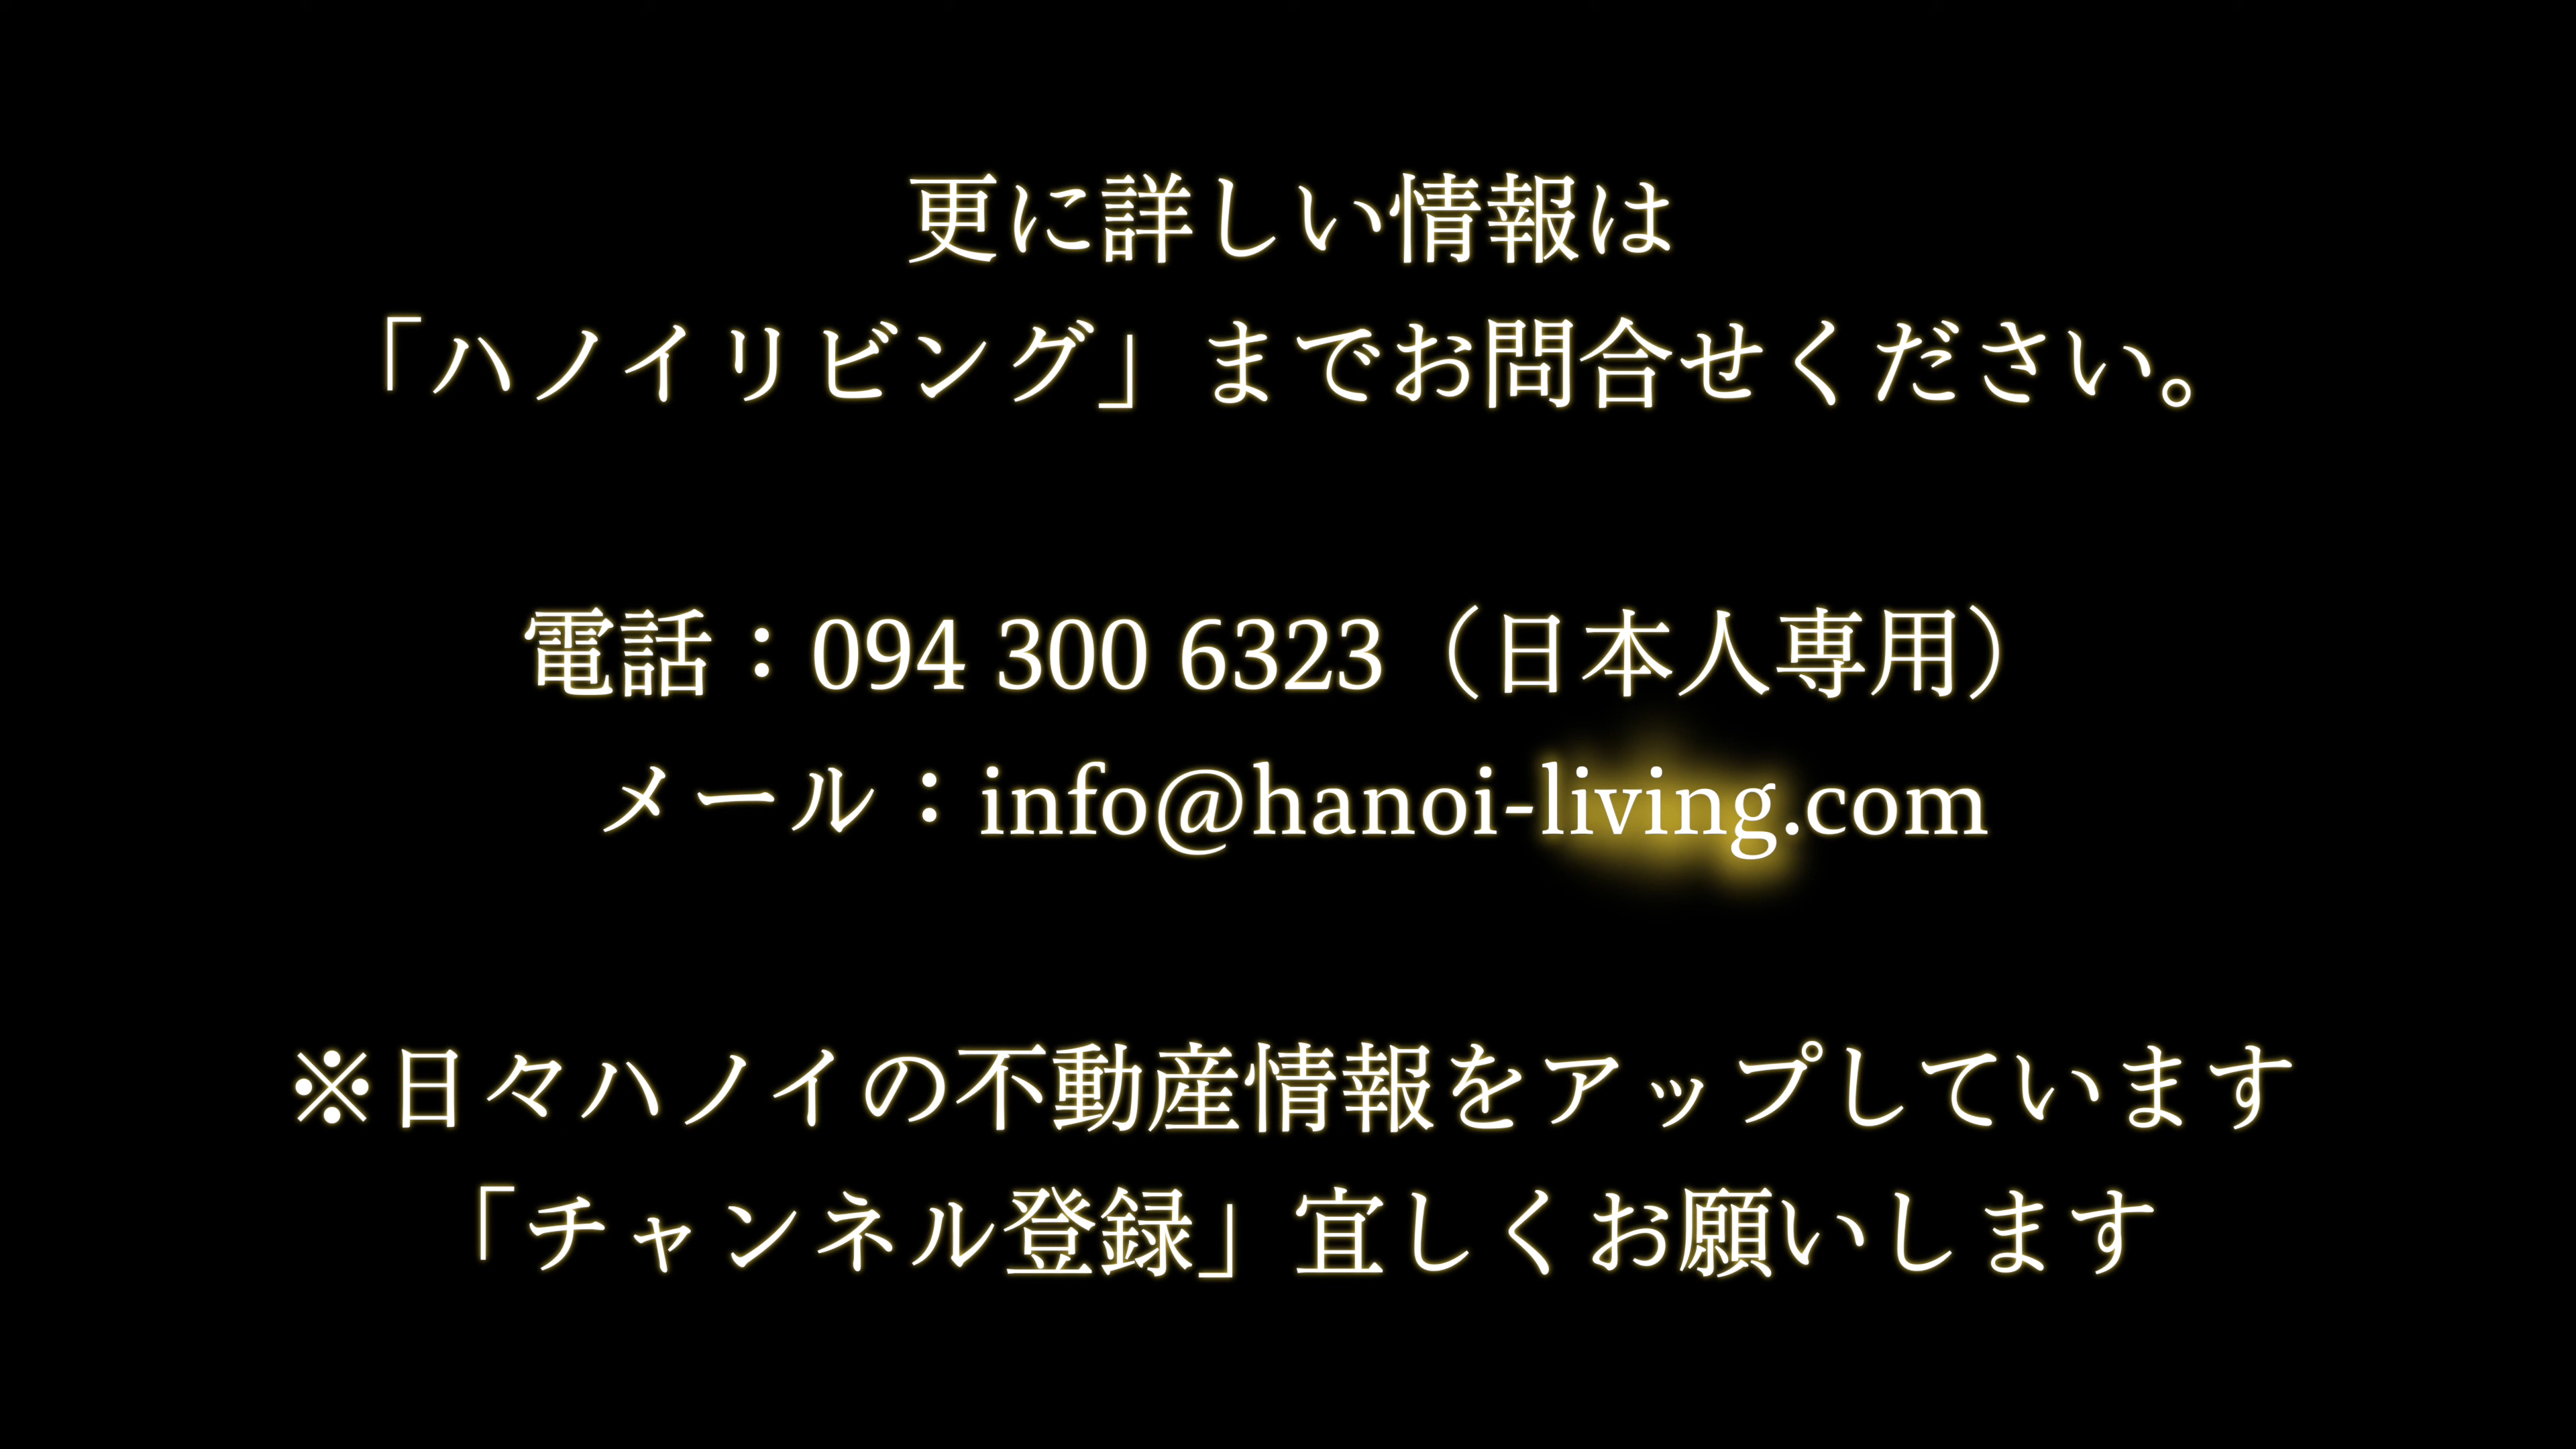 更に詳しい情報は
「ハノイリビング」までお問合せください。
電話：094 300 6323（日本人専用）
メール：info@hanoi-living.com
※日々ハノイの不動産情報をアップしています
「チャンネル登録」宜しくお願いします